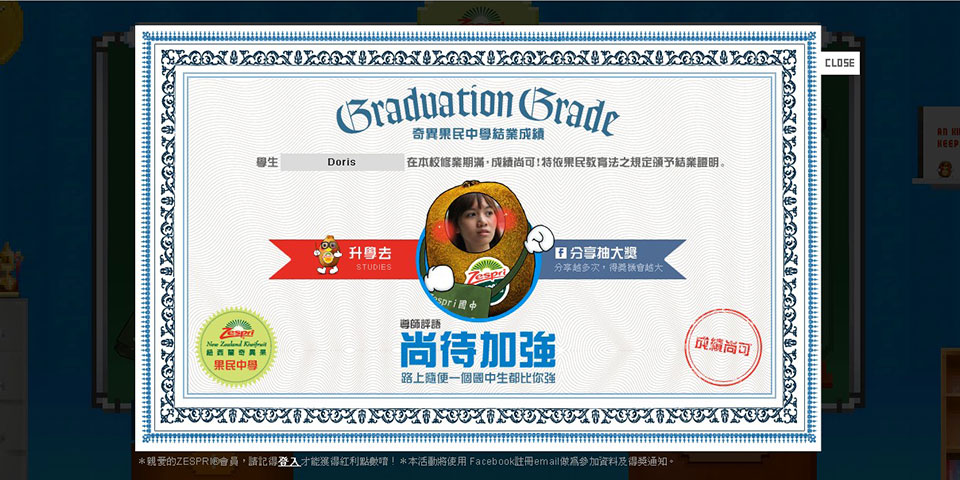 CLOSE
Graduation Grade
奇異果民中學結業成績
學生 Doris 在本校修業期滿,成績尚可!特依果民教育法之規定頒予結業證明。
升學去
STUDIES
分享抽大獎
分享越多次,得獎機會越大
Zespri
Zespri 國中
導師評語
尚待加強
路上隨便一個國中生都比你強
Zespri
New Zealand Kiwifruit
紐西蘭奇異果
果民中學
成績尚可
AN
KEEP
*親愛的ZESPRI®會員,請記得登入才能獲得紅利點數唷!*本活動將使用 Facebook註冊email做為參加資料及得獎通知。